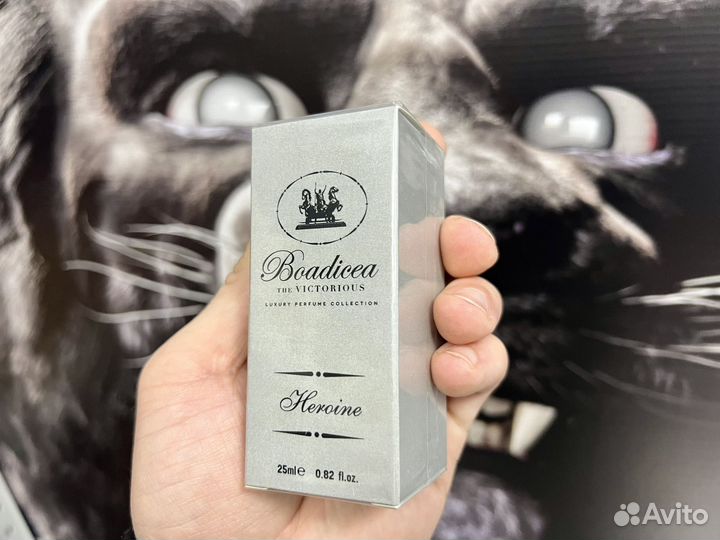 Boadicea
THE VICTORIOUS
LUXURY PERFUME COLLECTION
Heroine
25ml℮ 0.82 fl.oz.
Avito